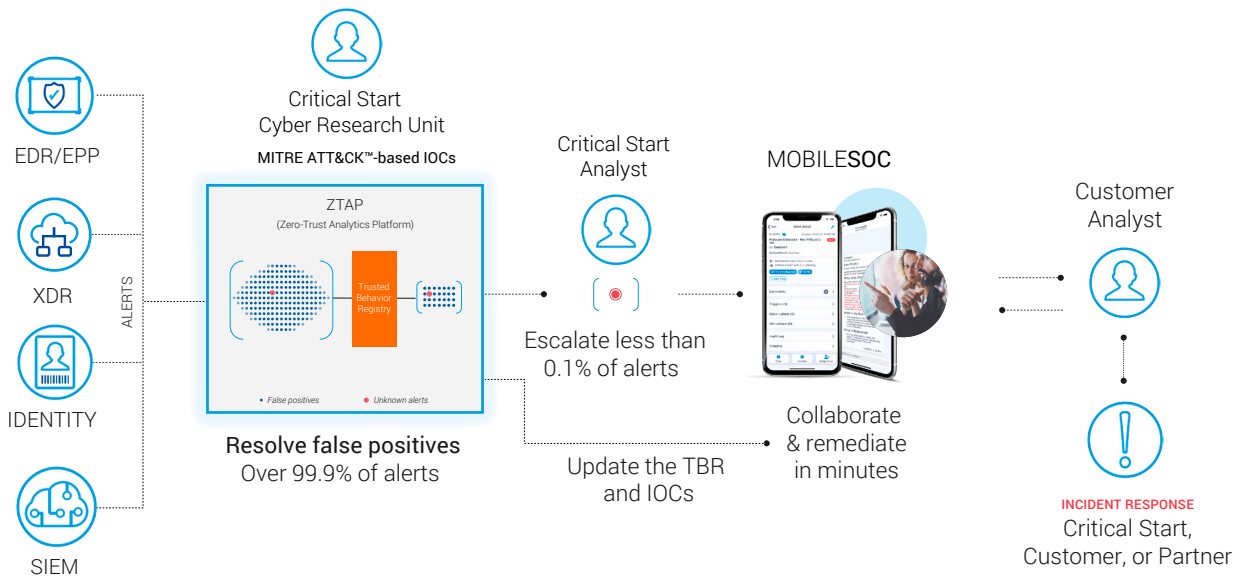 Critical Start
Cyber Research Unit
MITRE ATT&CK™-based IOCs
EDR/EPP
XDR
IDENTITY
SIEM
ALERTS
ZTAP
(Zero-Trust Analytics Platform)
Trusted
Behavior
Registry
False positives
Unknown alerts
Resolve false positives
Over 99.9% of alerts
Critical Start
Analyst
Escalate less than
0.1% of alerts
Update the TBR
and IOCs
MOBILESOC
Collaborate
& remediate
in minutes
Customer
Analyst
INCIDENT RESPONSE
Critical Start,
Customer, or Partner